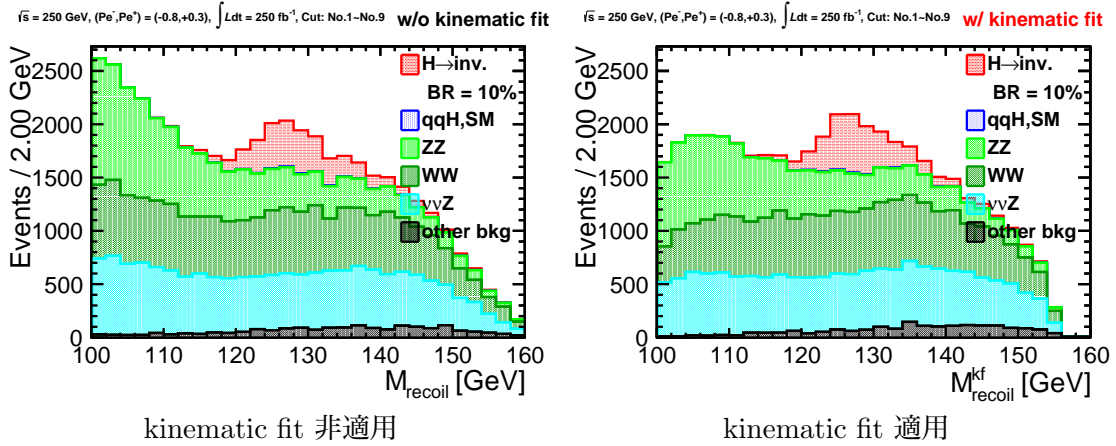 √s = 250 GeV, (Pe⁻,Pe⁺) = (-0.8,+0.3), ∫Ldt = 250 fb⁻¹, Cut: No.1~No.9 w/o kinematic fit
Events / 2.00 GeV
2500
2000
1500
1000
500
0
H→inv.
BR = 10%
qqH,SM
ZZ
WW
ννZ
other bkg
100 110 120 130 140 150 160
M_recoil [GeV]
kinematic fit 非適用
√s = 250 GeV, (Pe⁻,Pe⁺) = (-0.8,+0.3), ∫Ldt = 250 fb⁻¹, Cut: No.1~No.9 w/ kinematic fit
Events / 2.00 GeV
2500
2000
1500
1000
500
0
H→inv.
BR = 10%
qqH,SM
ZZ
WW
ννZ
other bkg
100 110 120 130 140 150 160
M^kf_recoil [GeV]
kinematic fit 適用